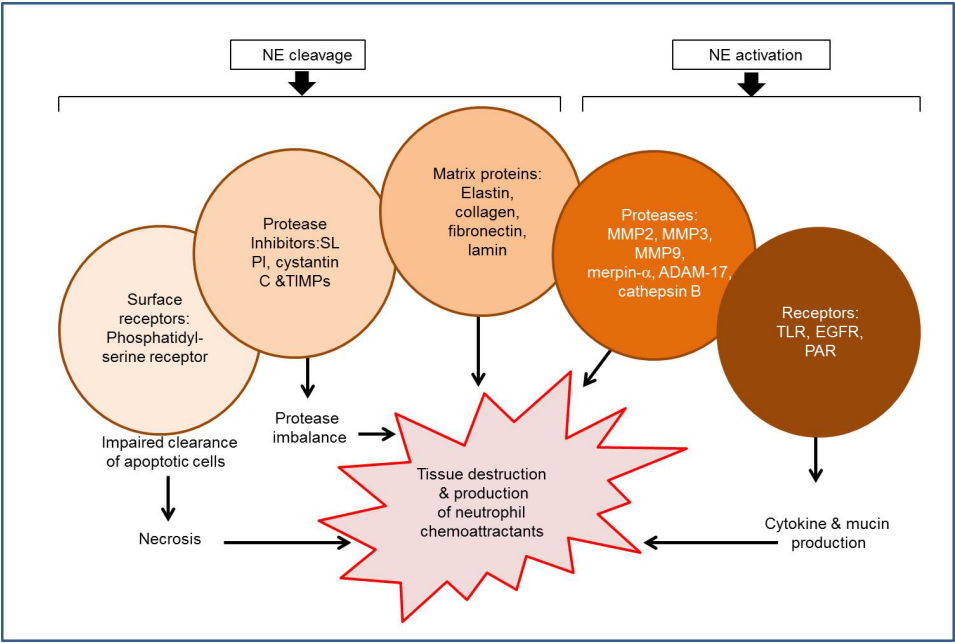 NE cleavage
NE activation
Surface
receptors:
Phosphatidyl-
serine receptor
Protease
Inhibitors:SL
PI, cystantin
C &TIMPs
Matrix proteins:
Elastin,
collagen,
fibronectin,
lamin
Proteases:
MMP2, MMP3,
MMP9,
merpin-α, ADAM-17,
cathepsin B
Receptors:
TLR, EGFR,
PAR
Impaired clearance
of apoptotic cells
Necrosis
Protease
imbalance
Tissue destruction
& production
of neutrophil
chemoattractants
Cytokine & mucin
production